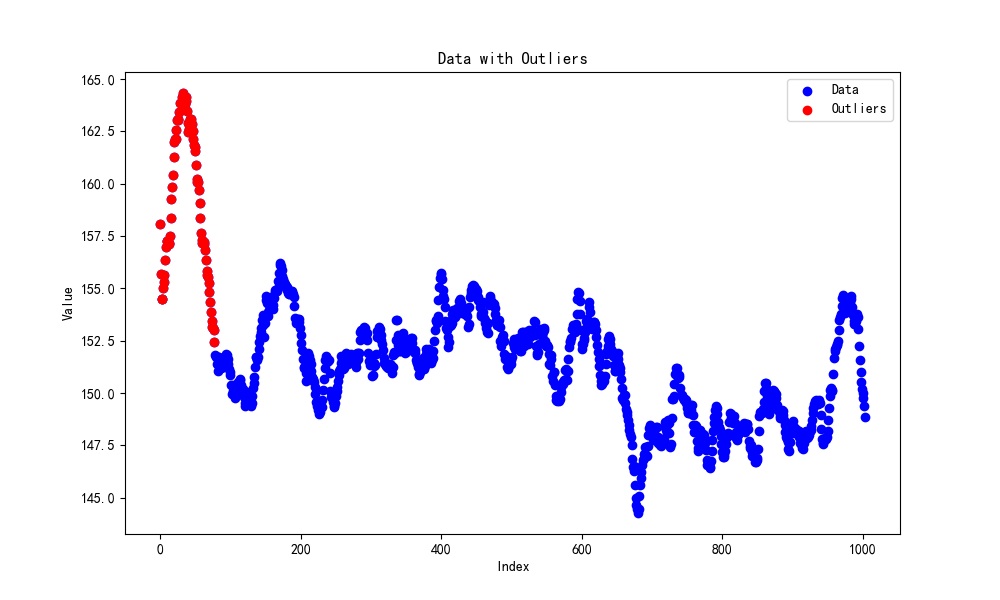 Data with Outliers
165.0
162.5
160.0
157.5
155.0
152.5
150.0
147.5
145.0
Value
Data
Outliers
0 200 400 600 800 1000
Index